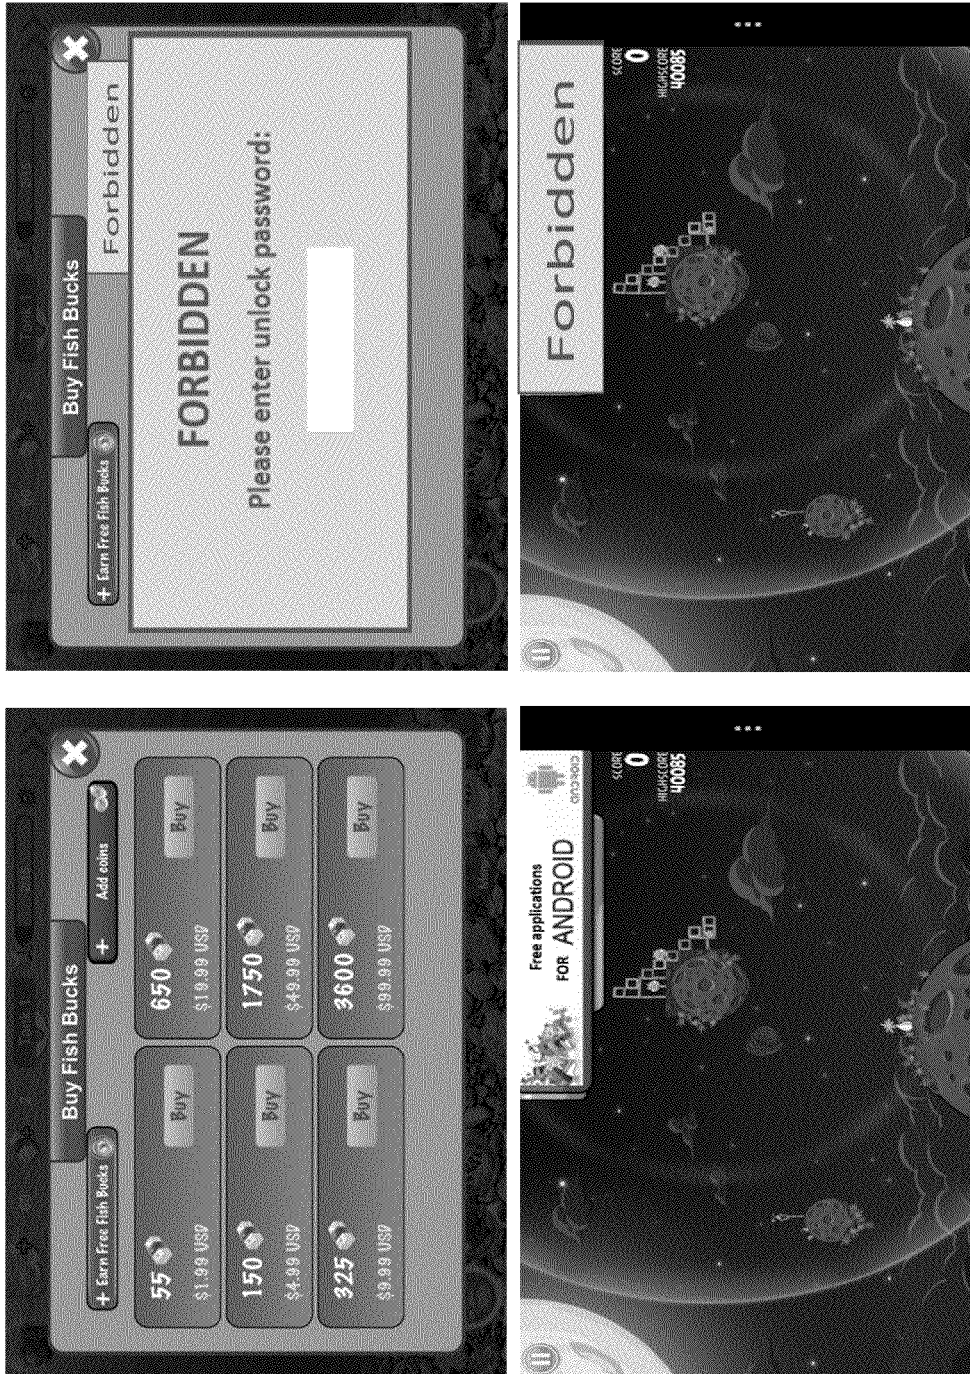 Buy Fish Bucks
+ Earn Free Fish Bucks
+ Add coins
55
$1.99 USD
Buy
650
$19.99 USD
Buy
150
$4.99 USD
Buy
1750
$49.99 USD
Buy
325
$9.99 USD
Buy
3600
$99.99 USD
Buy
Buy Fish Bucks
+ Earn Free Fish Bucks
Forbidden
FORBIDDEN
Please enter unlock password:
Free applications
FOR ANDROID
SCORE
0
HIGHSCORE
40085
Forbidden
SCORE
0
HIGHSCORE
40085